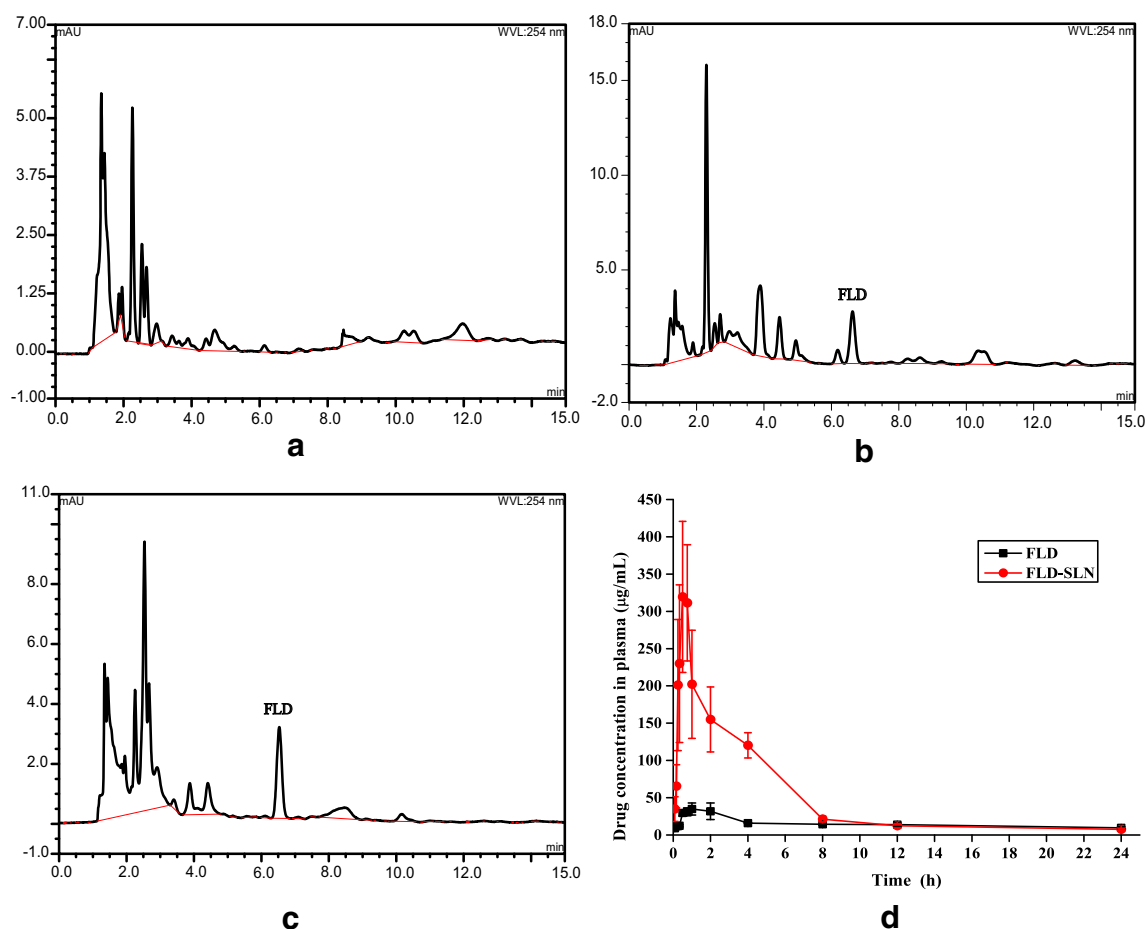 7.00
mAU
WVL:254 nm
5.00
3.75
2.50
1.25
0.00
-1.00
min
0.0 2.0 4.0 6.0 8.0 10.0 12.0 15.0
a
18.0
mAU
WVL:254 nm
15.0
10.0
5.0
FLD
-2.0
min
0.0 2.0 4.0 6.0 8.0 10.0 12.0 15.0
b
11.0
mAU
WVL:254 nm
8.0
6.0
4.0
FLD
2.0
-1.0
min
0.0 2.0 4.0 6.0 8.0 10.0 12.0 15.0
c
Drug concentration in plasma (μg/mL)
450
400
350
300
250
200
150
100
50
0
FLD
FLD-SLN
0 2 4 6 8 10 12 14 16 18 20 22 24
Time (h)
d